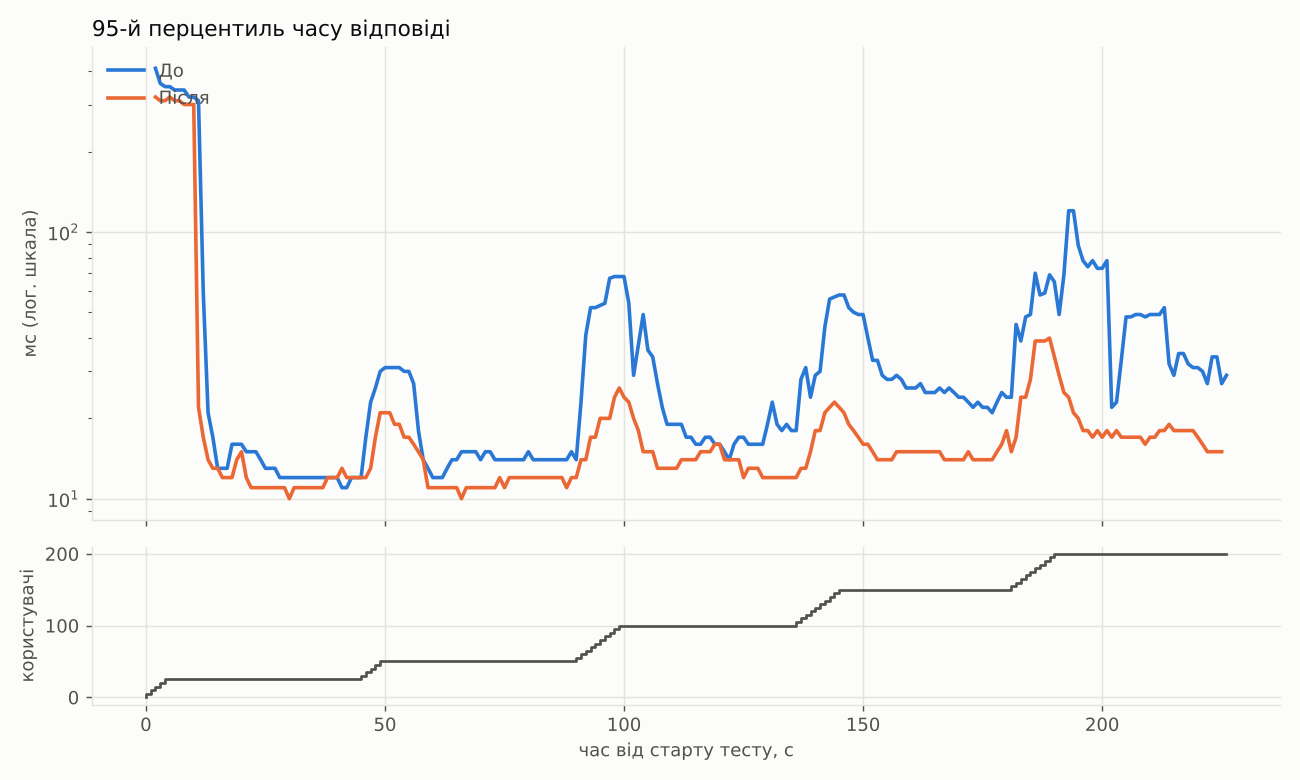 95-й перцентиль часу відповіді
До
Після
мс (лог. шкала)
10²
10¹
користувачі
200
100
0
0 50 100 150 200
час від старту тесту, с